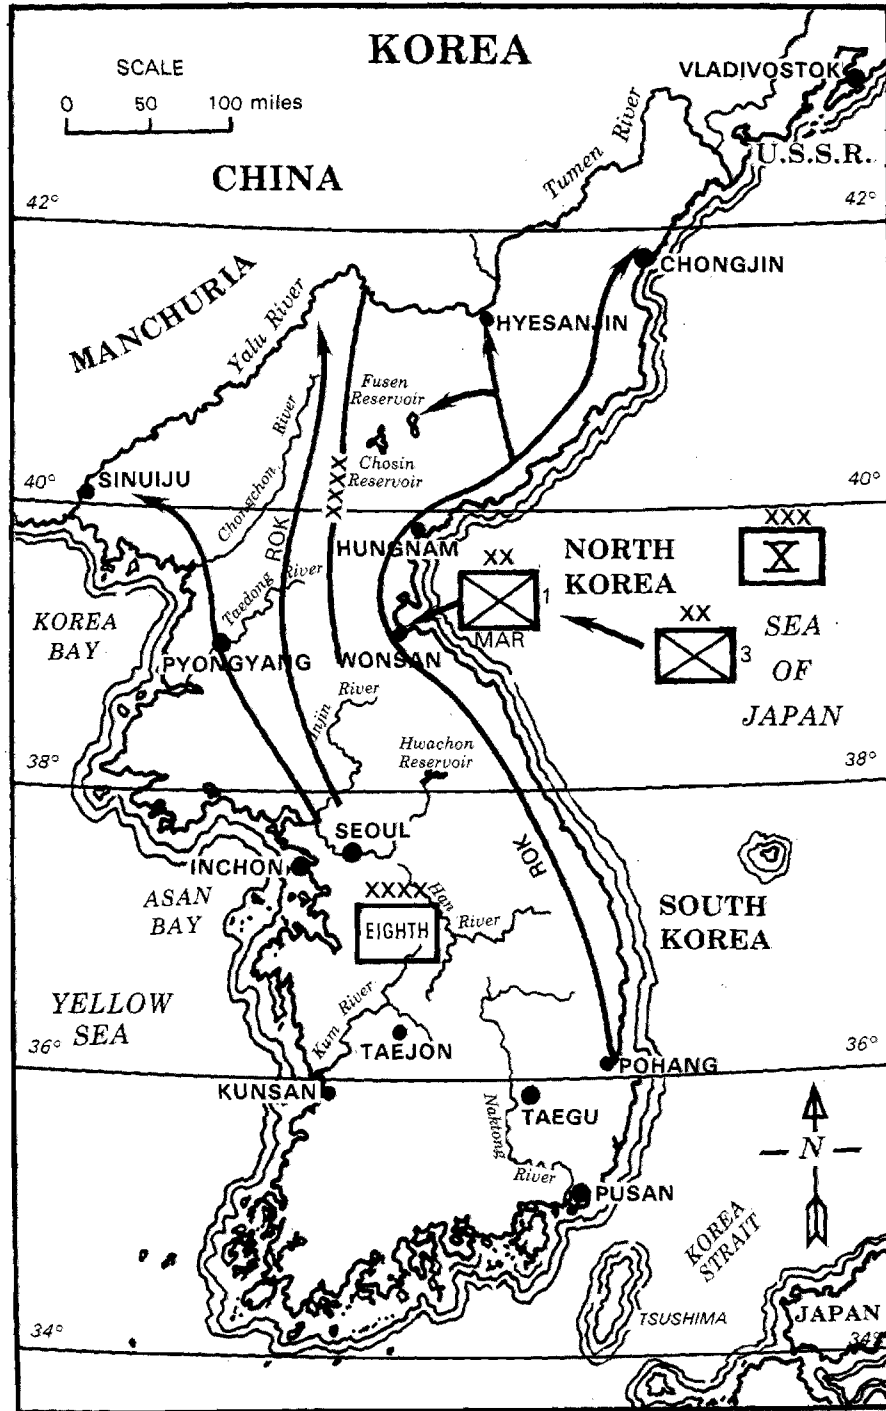 KOREA
SCALE
0 50 100 miles
VLADIVOSTOK
U.S.S.R.
Tumen River
CHINA
42°
42°
CHONGJIN
MANCHURIA
Yalu River
HYESANJIN
Fusen
Reservoir
Chongchon River
Chosin
Reservoir
XXXX
ROK
40°
40°
SINUIJU
HUNGNAM
XXX
X
NORTH
KOREA
XX
1
MAR
XX
3
Taedong River
KOREA
BAY
PYONGYANG
WONSAN
SEA
OF
JAPAN
Injin River
Hwachon
Reservoir
38°
38°
SEOUL
INCHON
ROK
ASAN
BAY
XXXX
EIGHTH
Han River
SOUTH
KOREA
YELLOW
SEA
Kum River
TAEJON
36°
36°
POHANG
KUNSAN
TAEGU
Naktong River
N
PUSAN
KOREA
STRAIT
TSUSHIMA
JAPAN
34°
34°